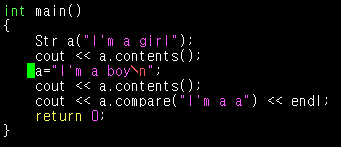 int main()
{
Str a("I'm a girl");
cout << a.contents();
a="I'm a boy\n";
cout << a.contents();
cout << a.compare("I'm a a") << endl;
return 0;
}